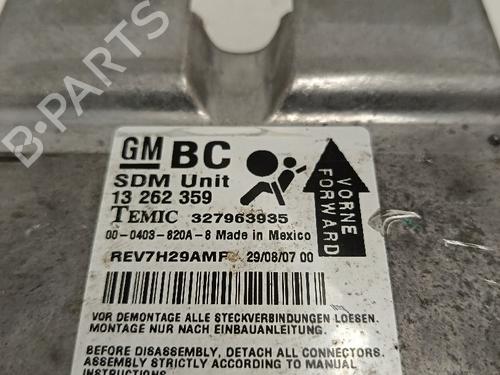 B-Parts
GM BC
SDM Unit
13 262 359
TEMIC 327963935
00-0403-820A-8 Made in Mexico
REV7H29AMP 29/08/07 00
VORNE
FORWARD
VOR DEMONTAGE ALLE STECKVERBINDUNGEN LOESEN.
MONTAGE NUR NACH EINBAUANLEITUNG.
BEFORE DISASSEMBLY, DETACH ALL CONNECTORS.
ASSEMBLY STRICTLY ACCORDING TO MANUAL
INSTRUCTIONS